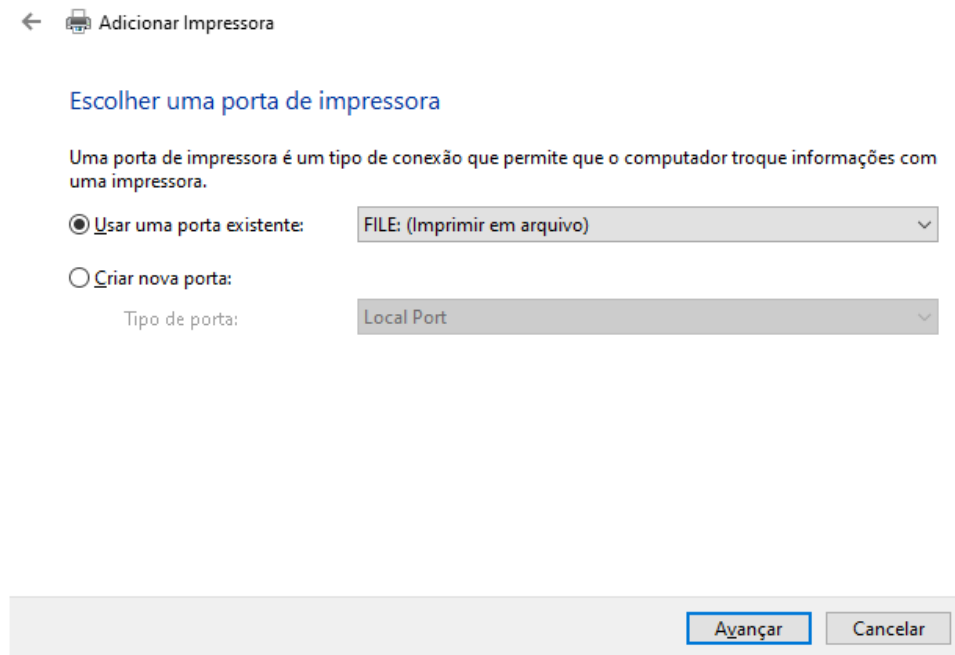 Adicionar Impressora
Escolher uma porta de impressora
Uma porta de impressora é um tipo de conexão que permite que o computador troque informações com
uma impressora.
Usar uma porta existente: FILE: (Imprimir em arquivo)
Criar nova porta:
Tipo de porta: Local Port
Avançar Cancelar